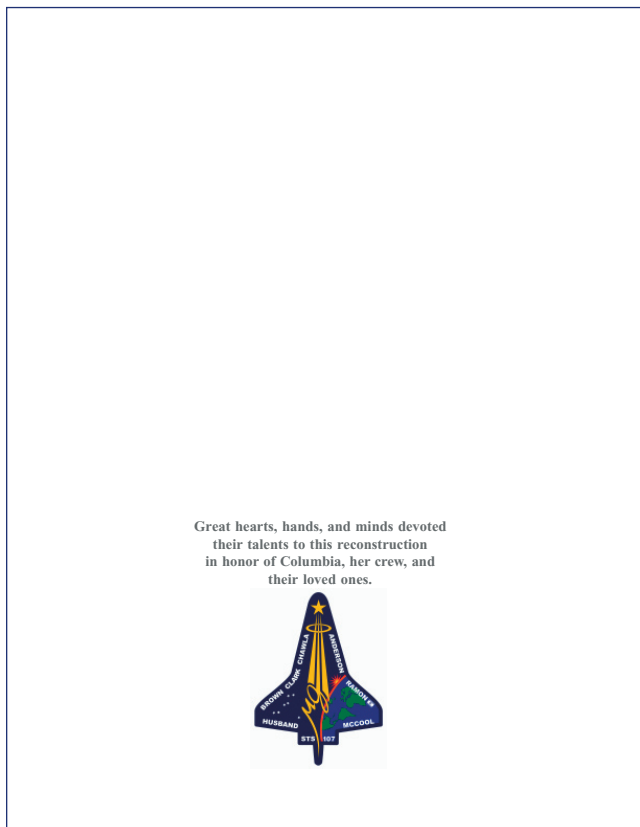 Great hearts, hands, and minds devoted
their talents to this reconstruction
in honor of Columbia, her crew, and
their loved ones.
BROWN CLARK CHAWLA
ANDERSON
RAMON
HUSBAND
MCCOOL
STS 107